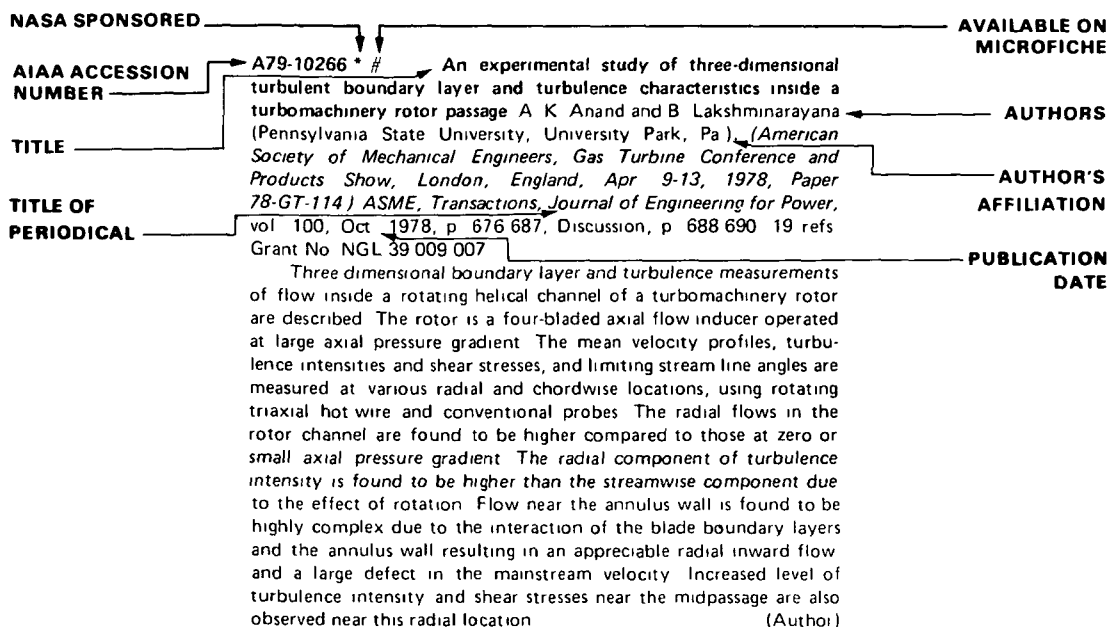 NASA SPONSORED
AVAILABLE ON
MICROFICHE
AIAA ACCESSION
NUMBER
A79-10266 * #
An experimental study of three-dimensional
turbulent boundary layer and turbulence characteristics inside a
turbomachinery rotor passage A K Anand and B Lakshminarayana
AUTHORS
(Pennsylvania State University, University Park, Pa ), (American
TITLE
Society of Mechanical Engineers, Gas Turbine Conference and
Products Show, London, England, Apr 9-13, 1978, Paper
AUTHOR'S
AFFILIATION
78-GT-114 ) ASME, Transactions, Journal of Engineering for Power,
TITLE OF
PERIODICAL
vol 100, Oct 1978, p 676 687, Discussion, p 688 690 19 refs
Grant No NGL 39 009 007
PUBLICATION
DATE
Three dimensional boundary layer and turbulence measurements
of flow inside a rotating helical channel of a turbomachinery rotor
are described The rotor is a four-bladed axial flow inducer operated
at large axial pressure gradient The mean velocity profiles, turbu-
lence intensities and shear stresses, and limiting stream line angles are
measured at various radial and chordwise locations, using rotating
triaxial hot wire and conventional probes The radial flows in the
rotor channel are found to be higher compared to those at zero or
small axial pressure gradient The radial component of turbulence
intensity is found to be higher than the streamwise component due
to the effect of rotation Flow near the annulus wall is found to be
highly complex due to the interaction of the blade boundary layers
and the annulus wall resulting in an appreciable radial inward flow
and a large defect in the mainstream velocity Increased level of
turbulence intensity and shear stresses near the midpassage are also
observed near this radial location (Author)